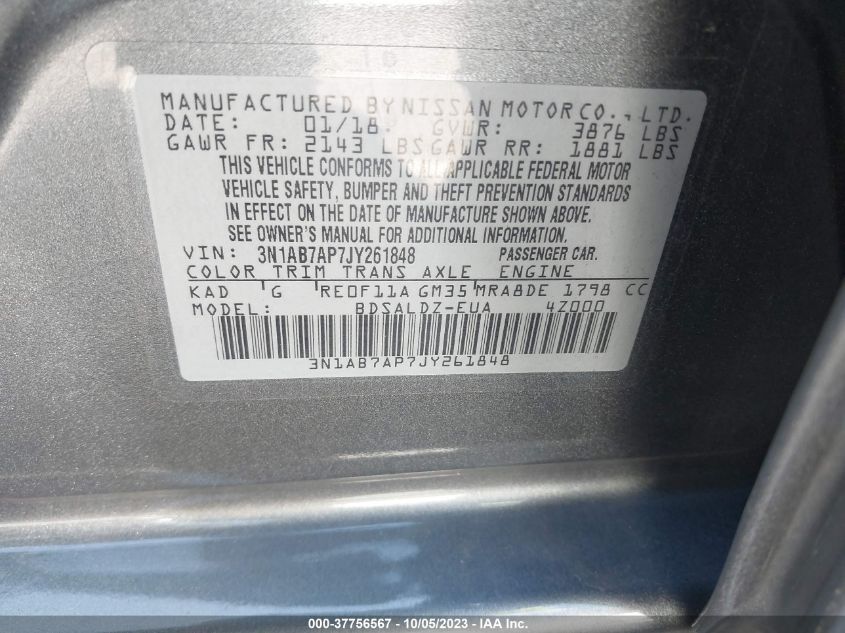 MANUFACTURED BY NISSAN MOTOR CO., LTD.
DATE: 01/18 GVWR: 3876 LBS
GAWR FR: 2143 LBS GAWR RR: 1881 LBS
THIS VEHICLE CONFORMS TO ALL APPLICABLE FEDERAL MOTOR
VEHICLE SAFETY, BUMPER AND THEFT PREVENTION STANDARDS
IN EFFECT ON THE DATE OF MANUFACTURE SHOWN ABOVE.
SEE OWNER'S MANUAL FOR ADDITIONAL INFORMATION.
VIN: 3N1AB7AP7JY261848 PASSENGER CAR.
COLOR TRIM TRANS AXLE ENGINE
KAD G RE0F11A GM35 MRA8DE 1798 CC
MODEL: BDSALDZ-EUA 4Z000
3N1AB7AP7JY261848
000-37756567 - 10/05/2023 - IAA Inc.